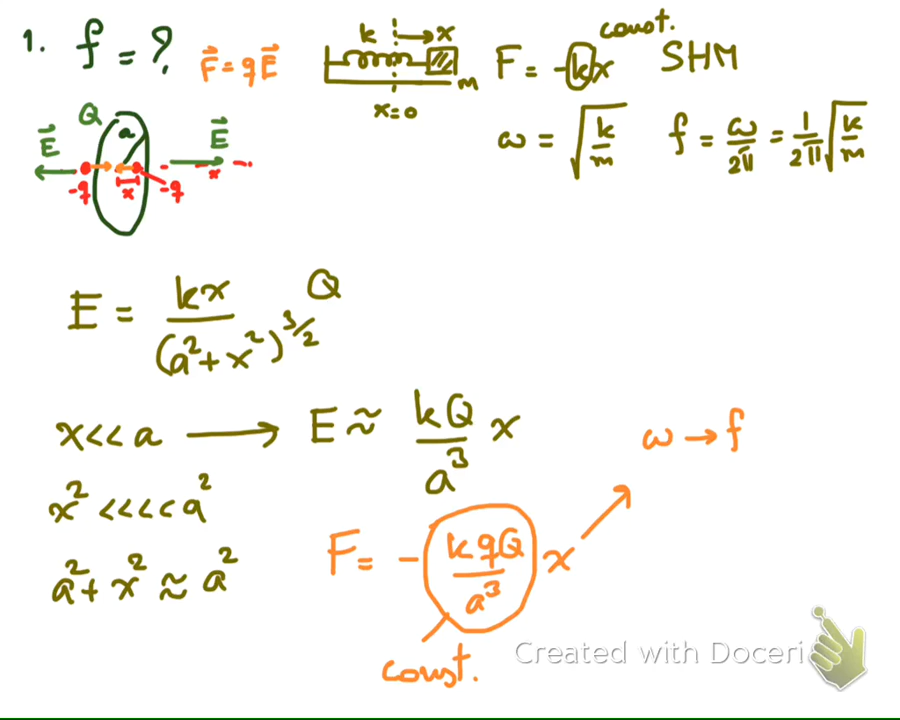 1. f = ?
F⃗ = qE⃗
k x
m
x=0
F = -kx const. SHM
ω = √(k/m) f = ω/2π = 1/2π √(k/m)
Q
a
E⃗ E⃗
-q x -q x
E = kx/(a²+x²)^3/2 Q
x<<a → E ≈ kQ/a³ x
x² <<<< a²
a²+ x² ≈ a²
F = - kqQ/a³ x
ω → f
const.
Created with Doceri